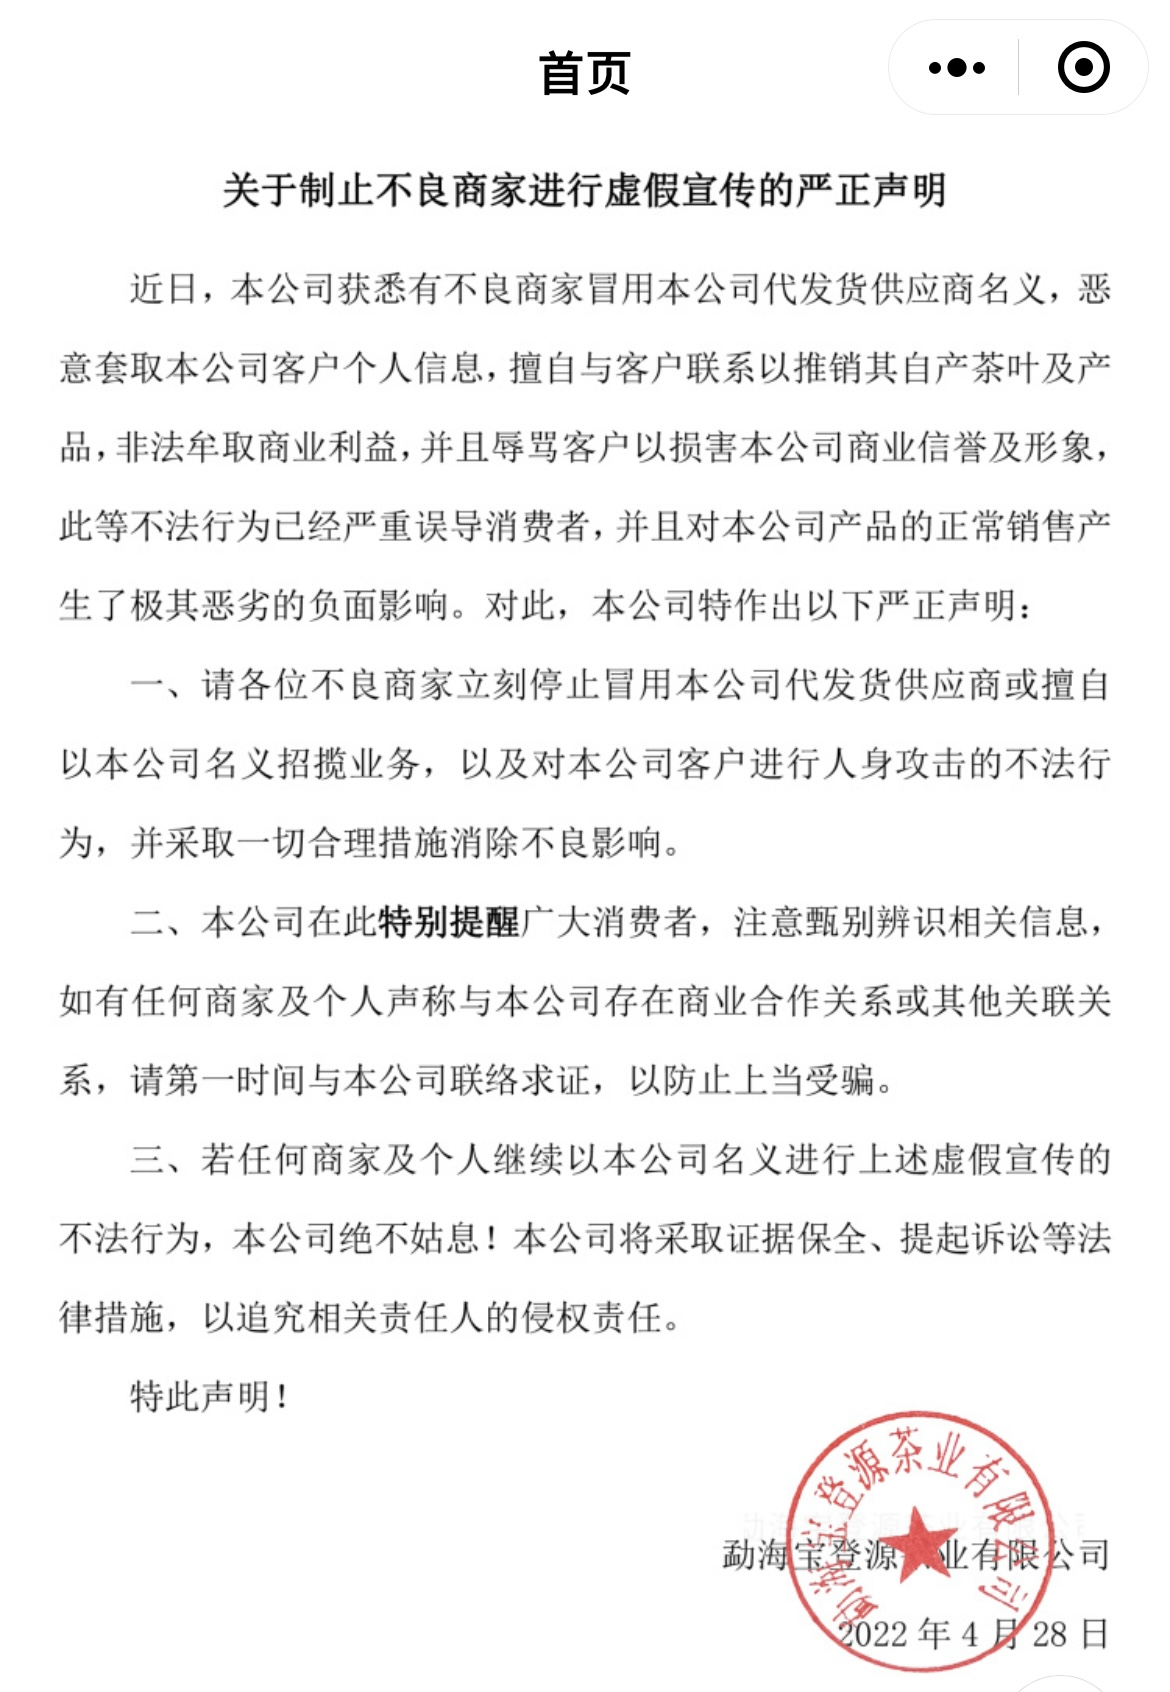 首页
关于制止不良商家进行虚假宣传的严正声明
近日，本公司获悉有不良商家冒用本公司代发货供应商名义，恶
意套取本公司客户个人信息，擅自与客户联系以推销其自产茶叶及产
品，非法牟取商业利益，并且辱骂客户以损害本公司商业信誉及形象，
此等不法行为已经严重误导消费者，并且对本公司产品的正常销售产
生了极其恶劣的负面影响。对此，本公司特作出以下严正声明：
一、请各位不良商家立刻停止冒用本公司代发货供应商或擅自
以本公司名义招揽业务，以及对本公司客户进行人身攻击的不法行
为，并采取一切合理措施消除不良影响。
二、本公司在此特别提醒广大消费者，注意甄别辨识相关信息，
如有任何商家及个人声称与本公司存在商业合作关系或其他关联关
系，请第一时间与本公司联络求证，以防止上当受骗。
三、若任何商家及个人继续以本公司名义进行上述虚假宣传的
不法行为，本公司绝不姑息！本公司将采取证据保全、提起诉讼等法
律措施，以追究相关责任人的侵权责任。
特此声明！
勐海宝登源茶业有限公司
勐海宝登源茶业有限公司
2022 年 4 月 28 日